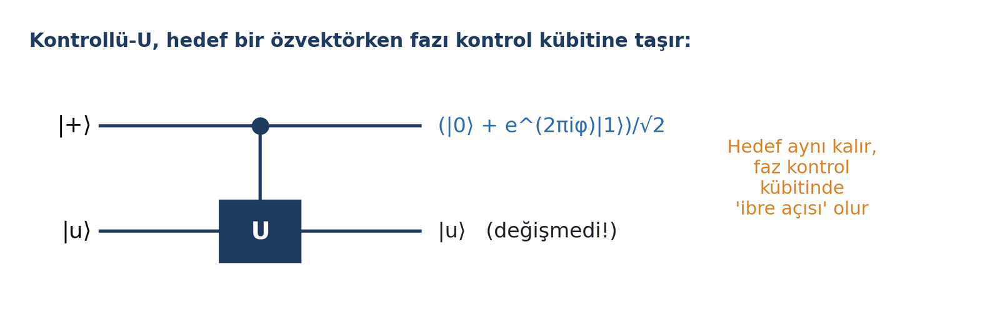 Kontrollü-U, hedef bir özvektörken fazı kontrol kübitine taşır:
|+⟩
(|0⟩ + e^(2πiφ)|1⟩)/√2
Hedef aynı kalır,
faz kontrol
kübitinde
'ibre açısı' olur
|u⟩
U
|u⟩ (değişmedi!)